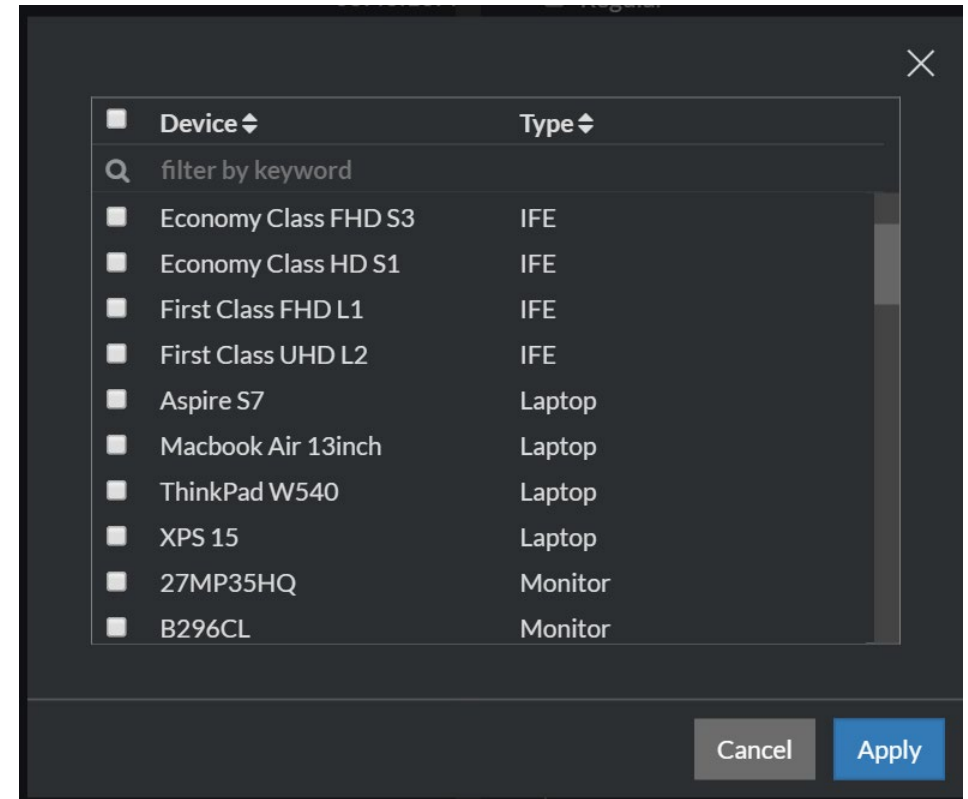 Device Type
filter by keyword
Economy Class FHD S3 IFE
Economy Class HD S1 IFE
First Class FHD L1 IFE
First Class UHD L2 IFE
Aspire S7 Laptop
Macbook Air 13inch Laptop
ThinkPad W540 Laptop
XPS 15 Laptop
27MP35HQ Monitor
B296CL Monitor
Cancel Apply